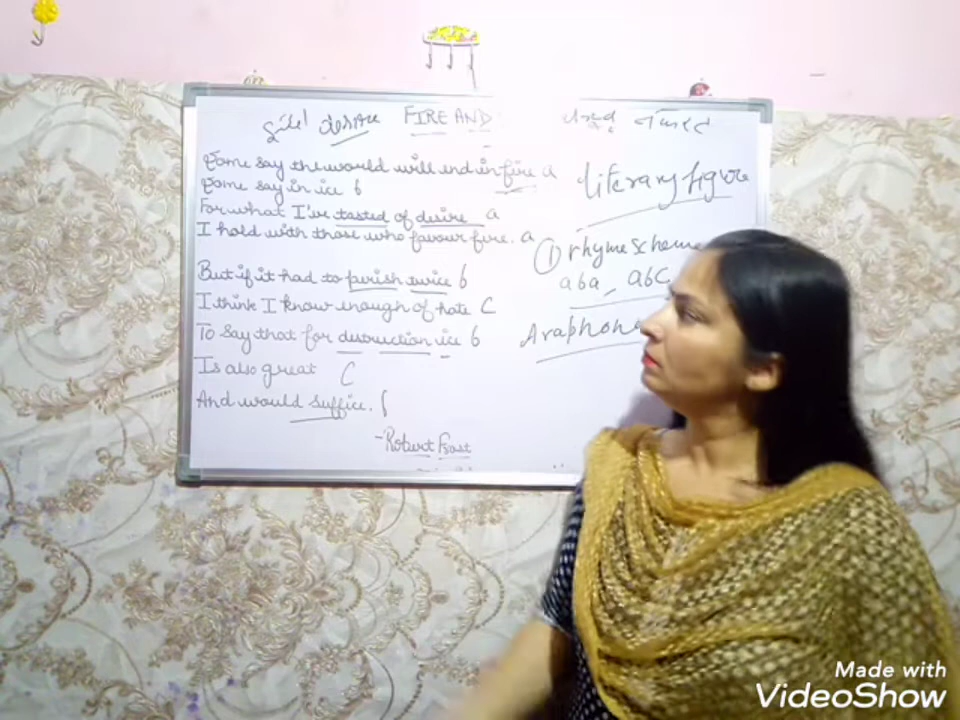 desire FIRE AND
Some say the would will end in fire a
Some say in ice b
For what I've tasted of desire a
I hold with those who favour fire. a
But if it had to perish twice b
I think I know enough of hate C
To say that for destruction ice b
Is also great C
And would suffice. b
-Robert Frost
literary figure
① rhyme scheme
aba, abC
Anaphon
Made with
VideoShow